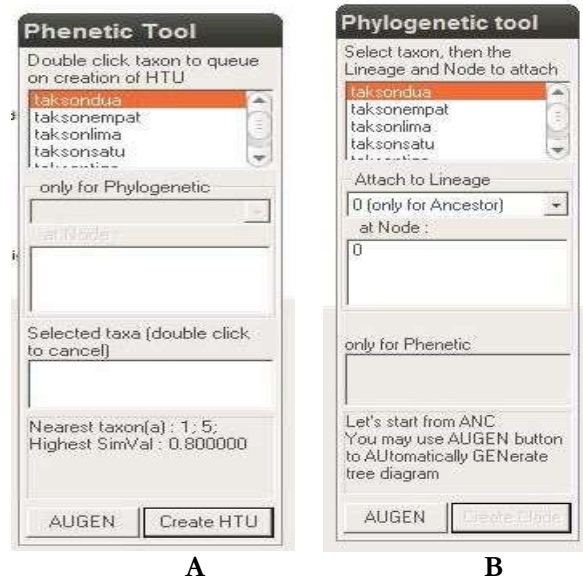 Phenetic Tool
Double click taxon to queue
on creation of HTU
taksondua
taksonempat
taksonlima
taksonsatu
only for Phylogenetic
at Node :
Selected taxa (double click
to cancel)
Nearest taxon(a) : 1; 5;
Highest SimVal : 0.800000
AUGEN
Create HTU
A
Phylogenetic tool
Select taxon, then the
Lineage and Node to attach
taksondua
taksonempat
taksonlima
taksonsatu
Attach to Lineage
0 (only for Ancestor)
at Node :
0
only for Phenetic
Let's start from ANC
You may use AUGEN button
to AUtomatically GENerate
tree diagram
AUGEN
Create Clade
B